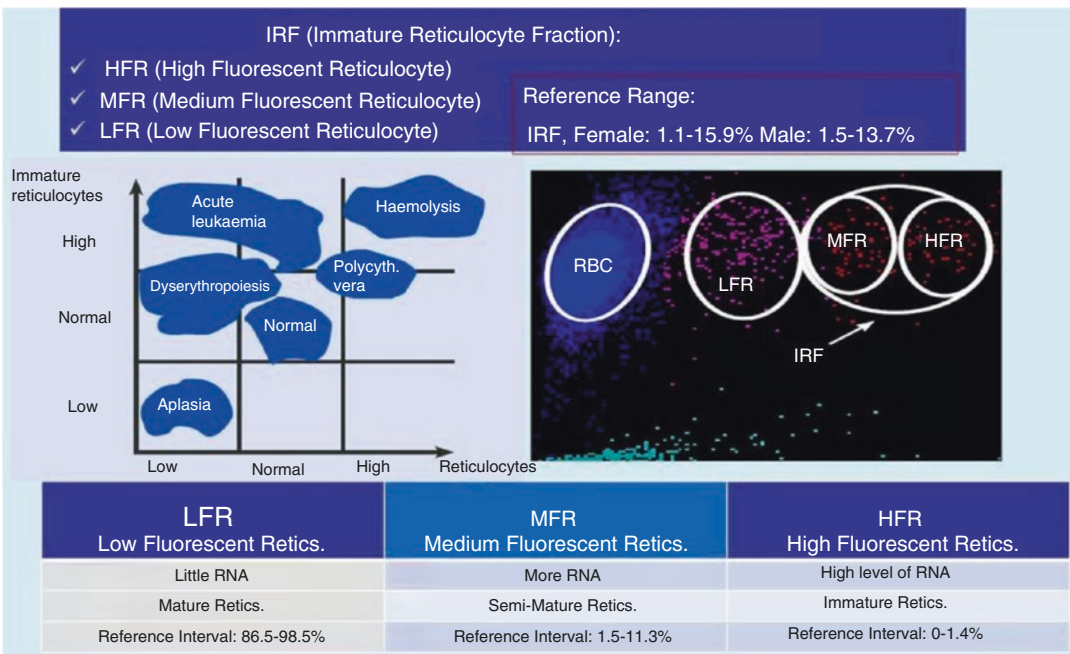 IRF (Immature Reticulocyte Fraction):
✓ HFR (High Fluorescent Reticulocyte)
✓ MFR (Medium Fluorescent Reticulocyte)
✓ LFR (Low Fluorescent Reticulocyte)
Reference Range:
IRF, Female: 1.1-15.9% Male: 1.5-13.7%
Immature
reticulocytes
High
Normal
Low
Acute
leukaemia
Haemolysis
Dyserythropoiesis
Polycyth.
vera
Normal
Aplasia
Low
Normal
High
Reticulocytes
RBC
LFR
MFR
HFR
IRF
LFR
Low Fluorescent Retics.
MFR
Medium Fluorescent Retics.
HFR
High Fluorescent Retics.
Little RNA
More RNA
High level of RNA
Mature Retics.
Semi-Mature Retics.
Immature Retics.
Reference Interval: 86.5-98.5%
Reference Interval: 1.5-11.3%
Reference Interval: 0-1.4%